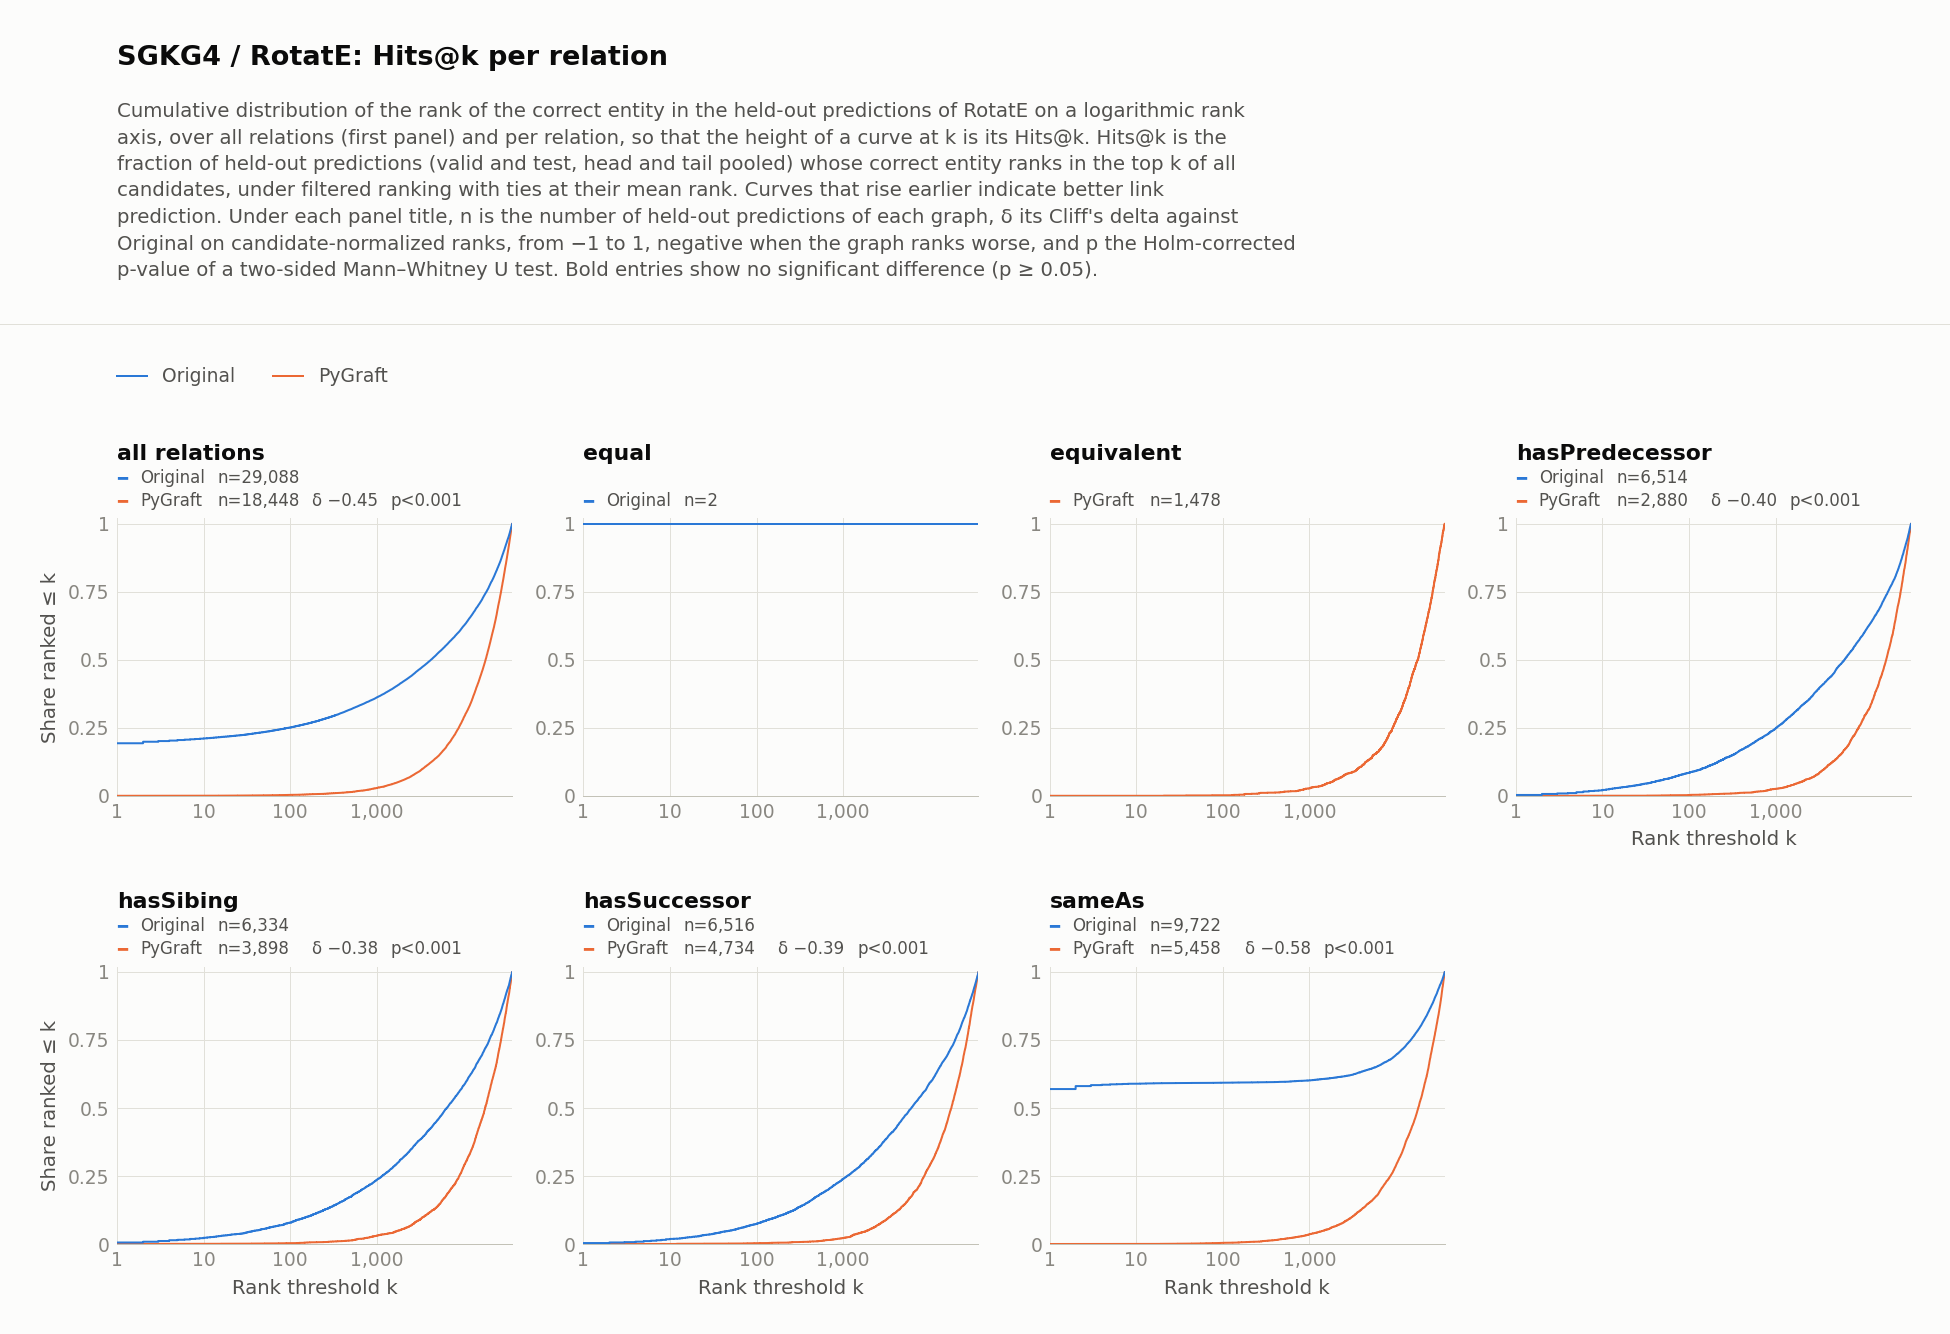 SGKG4 / RotatE: Hits@k per relation
Cumulative distribution of the rank of the correct entity in the held-out predictions of RotatE on a logarithmic rank
axis, over all relations (first panel) and per relation, so that the height of a curve at k is its Hits@k. Hits@k is the
fraction of held-out predictions (valid and test, head and tail pooled) whose correct entity ranks in the top k of all
candidates, under filtered ranking with ties at their mean rank. Curves that rise earlier indicate better link
prediction. Under each panel title, n is the number of held-out predictions of each graph, δ its Cliff's delta against
Original on candidate-normalized ranks, from −1 to 1, negative when the graph ranks worse, and p the Holm-corrected
p-value of a two-sided Mann–Whitney U test. Bold entries show no significant difference (p ≥ 0.05).
Original PyGraft
all relations
Original n=29,088
PyGraft n=18,448 δ −0.45 p<0.001
1
0.75
0.5
0.25
0
Share ranked ≤ k
1 10 100 1,000
equal
Original n=2
1
0.75
0.5
0.25
0
1 10 100 1,000
equivalent
PyGraft n=1,478
1
0.75
0.5
0.25
0
1 10 100 1,000
hasPredecessor
Original n=6,514
PyGraft n=2,880 δ −0.40 p<0.001
1
0.75
0.5
0.25
0
1 10 100 1,000
Rank threshold k
hasSibing
Original n=6,334
PyGraft n=3,898 δ −0.38 p<0.001
1
0.75
0.5
0.25
0
Share ranked ≤ k
1 10 100 1,000
Rank threshold k
hasSuccessor
Original n=6,516
PyGraft n=4,734 δ −0.39 p<0.001
1
0.75
0.5
0.25
0
1 10 100 1,000
Rank threshold k
sameAs
Original n=9,722
PyGraft n=5,458 δ −0.58 p<0.001
1
0.75
0.5
0.25
0
1 10 100 1,000
Rank threshold k